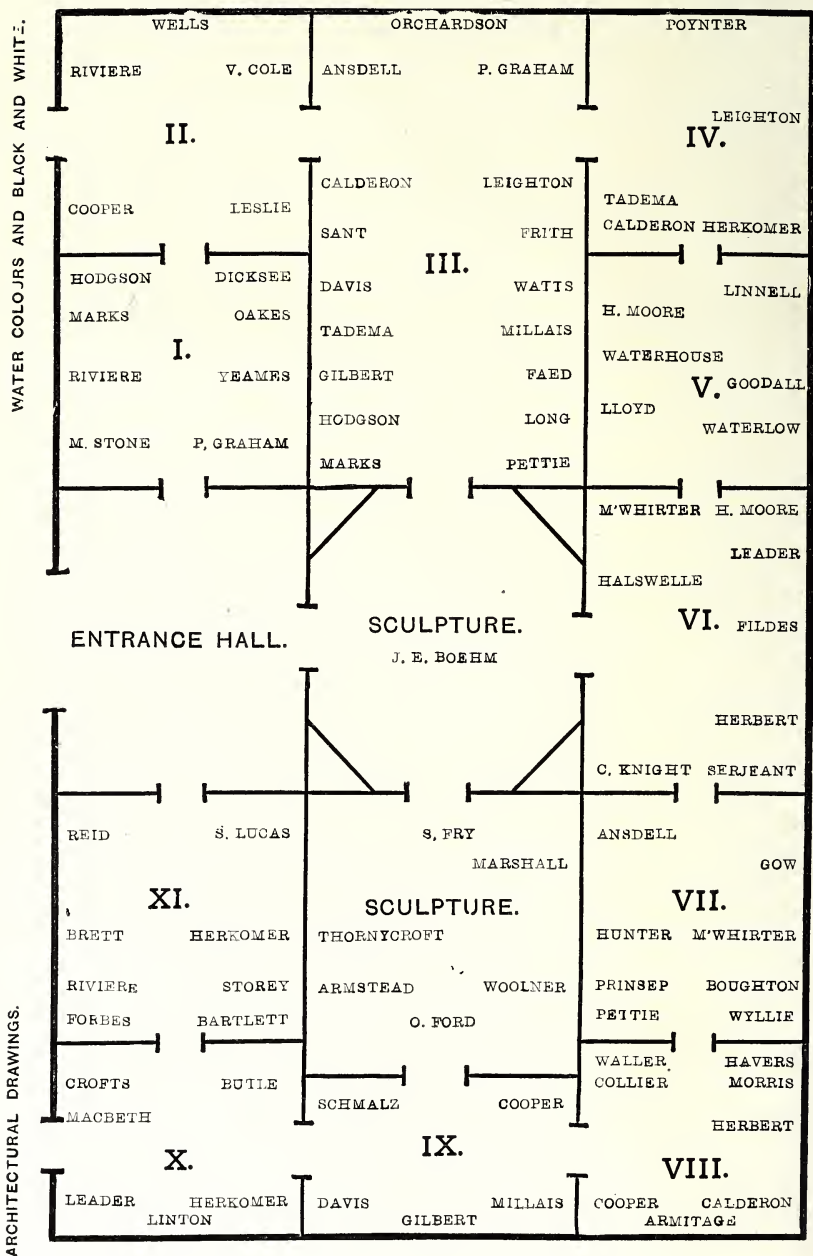 WATER COLOURS AND BLACK AND WHITE.
WELLS
ORCHARDSON
POYNTER
RIVIERE
V. COLE
ANSDELL
P. GRAHAM
LEIGHTON
II.
IV.
CALDERON
LEIGHTON
COOPER
LESLIE
TADEMA
SANT
FRITH
CALDERON
HERKOMER
III.
HODGSON
DICKSEE
DAVIS
WATTS
LINNELL
MARKS
OAKES
H. MOORE
TADEMA
MILLAIS
I.
WATERHOUSE
RIVIERE
YEAMES
GILBERT
FAED
V.
GOODALL
LLOYD
HODGSON
LONG
WATERLOW
M. STONE
P. GRAHAM
MARKS
PETTIE
M'WHIRTER
H. MOORE
LEADER
HALSWELLE
ENTRANCE HALL.
SCULPTURE.
VI.
FILDES
J. E. BOEHM
HERBERT
C. KNIGHT
SERJEANT
REID
S. LUCAS
S. FRY
ANSDELL
MARSHALL
GOW
XI.
SCULPTURE.
VII.
BRETT
HERKOMER
THORNYCROFT
HUNTER
M'WHIRTER
RIVIERE
STOREY
ARMSTEAD
WOOLNER
PRINSEP
BOUGHTON
FORBES
BARTLETT
O. FORD
PETTIE
WYLLIE
WALLER
HAVERS
CROFTS
BUTLE
COLLIER
MORRIS
MACBETH
SCHMALZ
COOPER
HERBERT
X.
IX.
VIII.
LEADER
HERKOMER
DAVIS
MILLAIS
COOPER
CALDERON
LINTON
GILBERT
ARMITAGE
ARCHITECTURAL DRAWINGS.